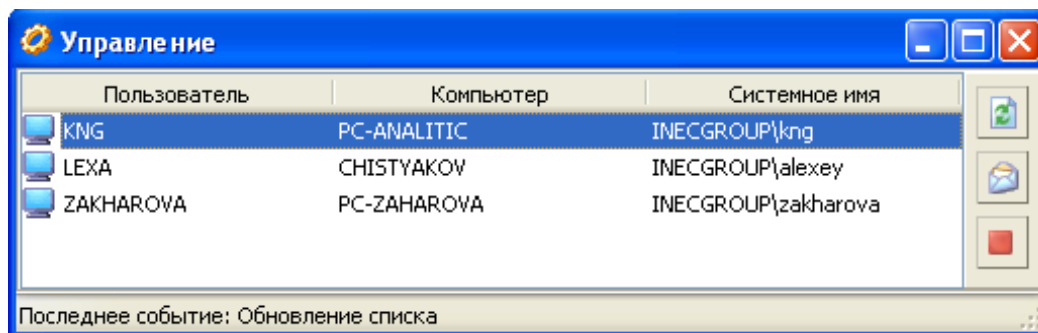 Управление
Пользователь Компьютер Системное имя
KNG PC-ANALITIC INECGROUP\kng
LEXA CHISTYAKOV INECGROUP\alexey
ZAKHAROVA PC-ZAHAROVA INECGROUP\zakharova
Последнее событие: Обновление списка